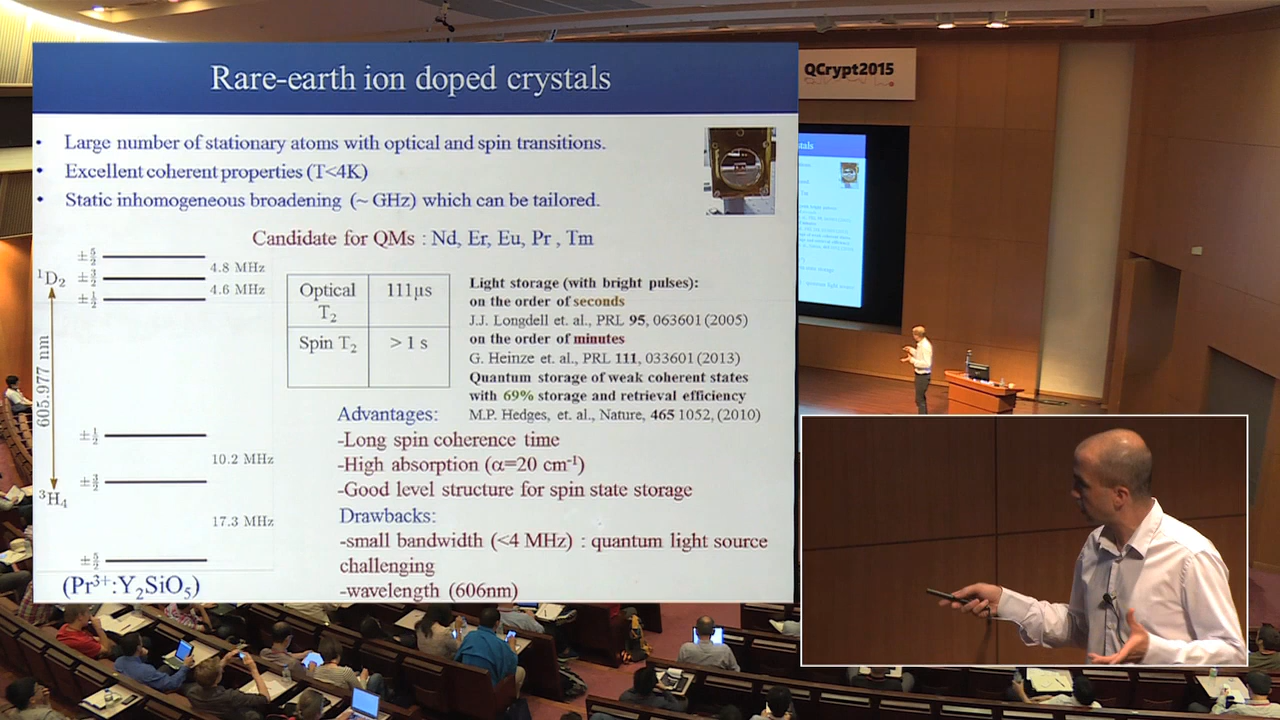 Rare-earth ion doped crystals
QCrypt2015
• Large number of stationary atoms with optical and spin transitions.
• Excellent coherent properties (T<4K)
• Static inhomogeneous broadening (~ GHz) which can be tailored.
Candidate for QMs : Nd, Er, Eu, Pr , Tm
¹D₂
±5/2
±3/2
±1/2
4.8 MHz
4.6 MHz
605.977 nm
³H₄
±1/2
±3/2
±5/2
10.2 MHz
17.3 MHz
(Pr³⁺:Y₂SiO₅)
Optical T₂ 111μs
Spin T₂ > 1 s
Light storage (with bright pulses):
on the order of seconds
J.J. Longdell et. al., PRL 95, 063601 (2005)
on the order of minutes
G. Heinze et. al., PRL 111, 033601 (2013)
Quantum storage of weak coherent states
with 69% storage and retrieval efficiency
M.P. Hedges, et. al., Nature, 465 1052, (2010)
Advantages:
-Long spin coherence time
-High absorption (α=20 cm⁻¹)
-Good level structure for spin state storage
Drawbacks:
-small bandwidth (<4 MHz) : quantum light source
challenging
-wavelength (606nm)